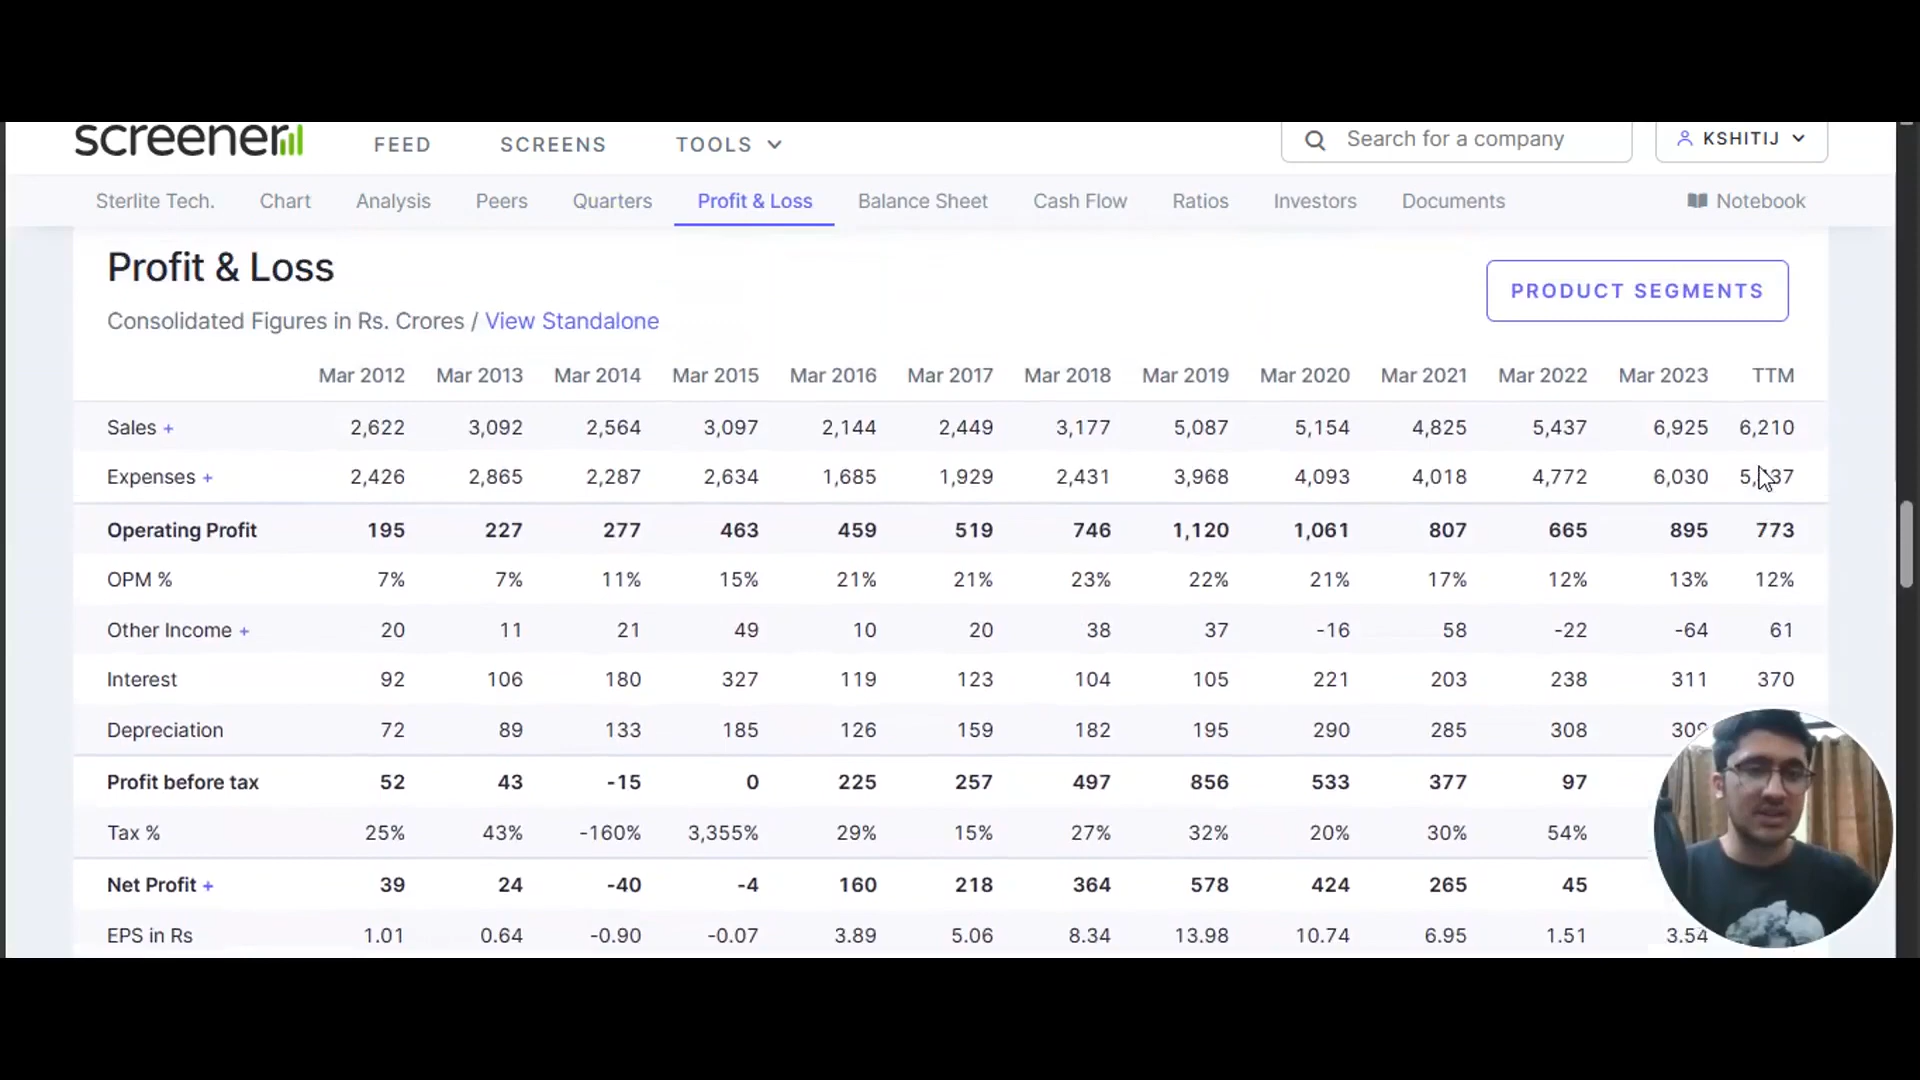 screener FEED SCREENS TOOLS Search for a company KSHITIJ
Sterlite Tech. Chart Analysis Peers Quarters Profit & Loss Balance Sheet Cash Flow Ratios Investors Documents Notebook
Profit & Loss
PRODUCT SEGMENTS
Consolidated Figures in Rs. Crores / View Standalone
Mar 2012 Mar 2013 Mar 2014 Mar 2015 Mar 2016 Mar 2017 Mar 2018 Mar 2019 Mar 2020 Mar 2021 Mar 2022 Mar 2023 TTM
Sales + 2,622 3,092 2,564 3,097 2,144 2,449 3,177 5,087 5,154 4,825 5,437 6,925 6,210
Expenses + 2,426 2,865 2,287 2,634 1,685 1,929 2,431 3,968 4,093 4,018 4,772 6,030
Operating Profit 195 227 277 463 459 519 746 1,120 1,061 807 665 895 773
OPM % 7% 7% 11% 15% 21% 21% 23% 22% 21% 17% 12% 13% 12%
Other Income + 20 11 21 49 10 20 38 37 -16 58 -22 -64 61
Interest 92 106 180 327 119 123 104 105 221 203 238 311 370
Depreciation 72 89 133 185 126 159 182 195 290 285 308
Profit before tax 52 43 -15 0 225 257 497 856 533 377 97
Tax % 25% 43% -160% 3,355% 29% 15% 27% 32% 20% 30% 54%
Net Profit + 39 24 -40 -4 160 218 364 578 424 265 45
EPS in Rs 1.01 0.64 -0.90 -0.07 3.89 5.06 8.34 13.98 10.74 6.95 1.51 3.54